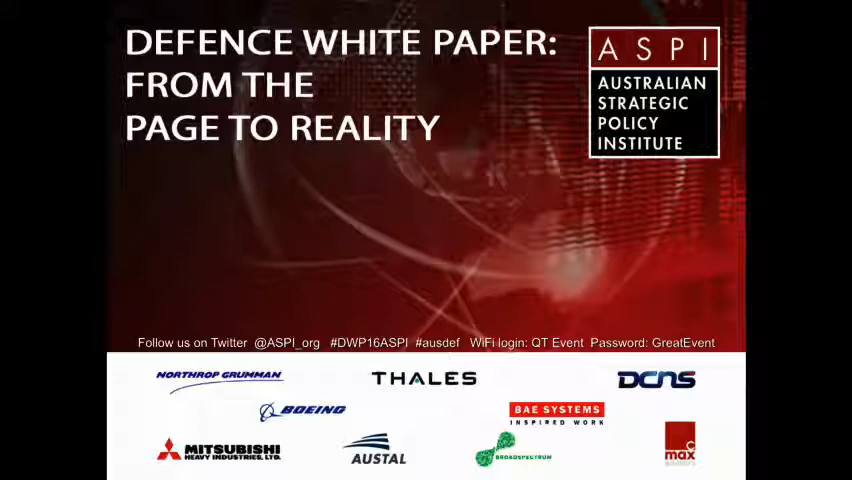 DEFENCE WHITE PAPER:
FROM THE
PAGE TO REALITY
ASPI
AUSTRALIAN
STRATEGIC
POLICY
INSTITUTE
Follow us on Twitter @ASPI_org #DWP16ASPI #ausdef WiFi login: QT Event Password: GreatEvent
NORTHROP GRUMMAN
THALES
DCNS
BOEING
BAE SYSTEMS
INSPIRED WORK
MITSUBISHI
HEAVY INDUSTRIES, LTD.
AUSTAL
BROADSPECTRUM
c
max